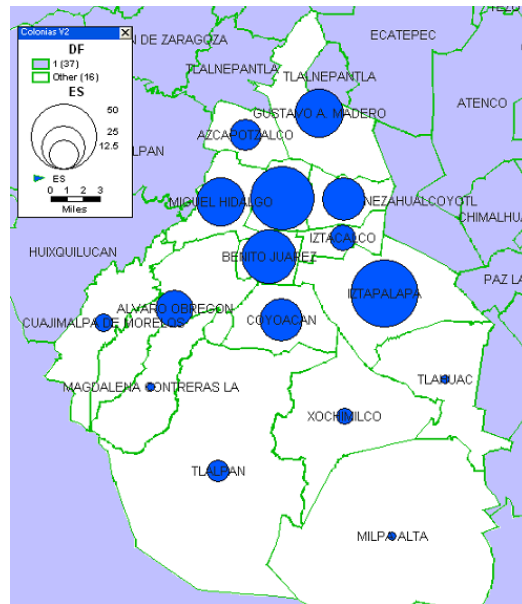 Colonias V2
DF
1 (37)
Other (16)
ES
50
25
12.5
ES
0 1 2 3
Miles
DE ZARAGOZA
TLALNEPANTLA
ECATEPEC
TLALNEPANTLA
ATENCO
GUSTAVO A. MADERO
AZCAPOTZALCO
ALPAN
MIGUEL HIDALGO
NEZAHUALCOYOTL
CHIMALHUA
IZTACALCO
HUIXQUILUCAN
BENITO JUAREZ
PAZ LA
IZTAPALAPA
ALVARO OBREGON
COYOACAN
CUAJIMALPA DE MORELOS
TLAHUAC
MAGDALENA CONTRERAS LA
XOCHIMILCO
TLALPAN
MILPA ALTA